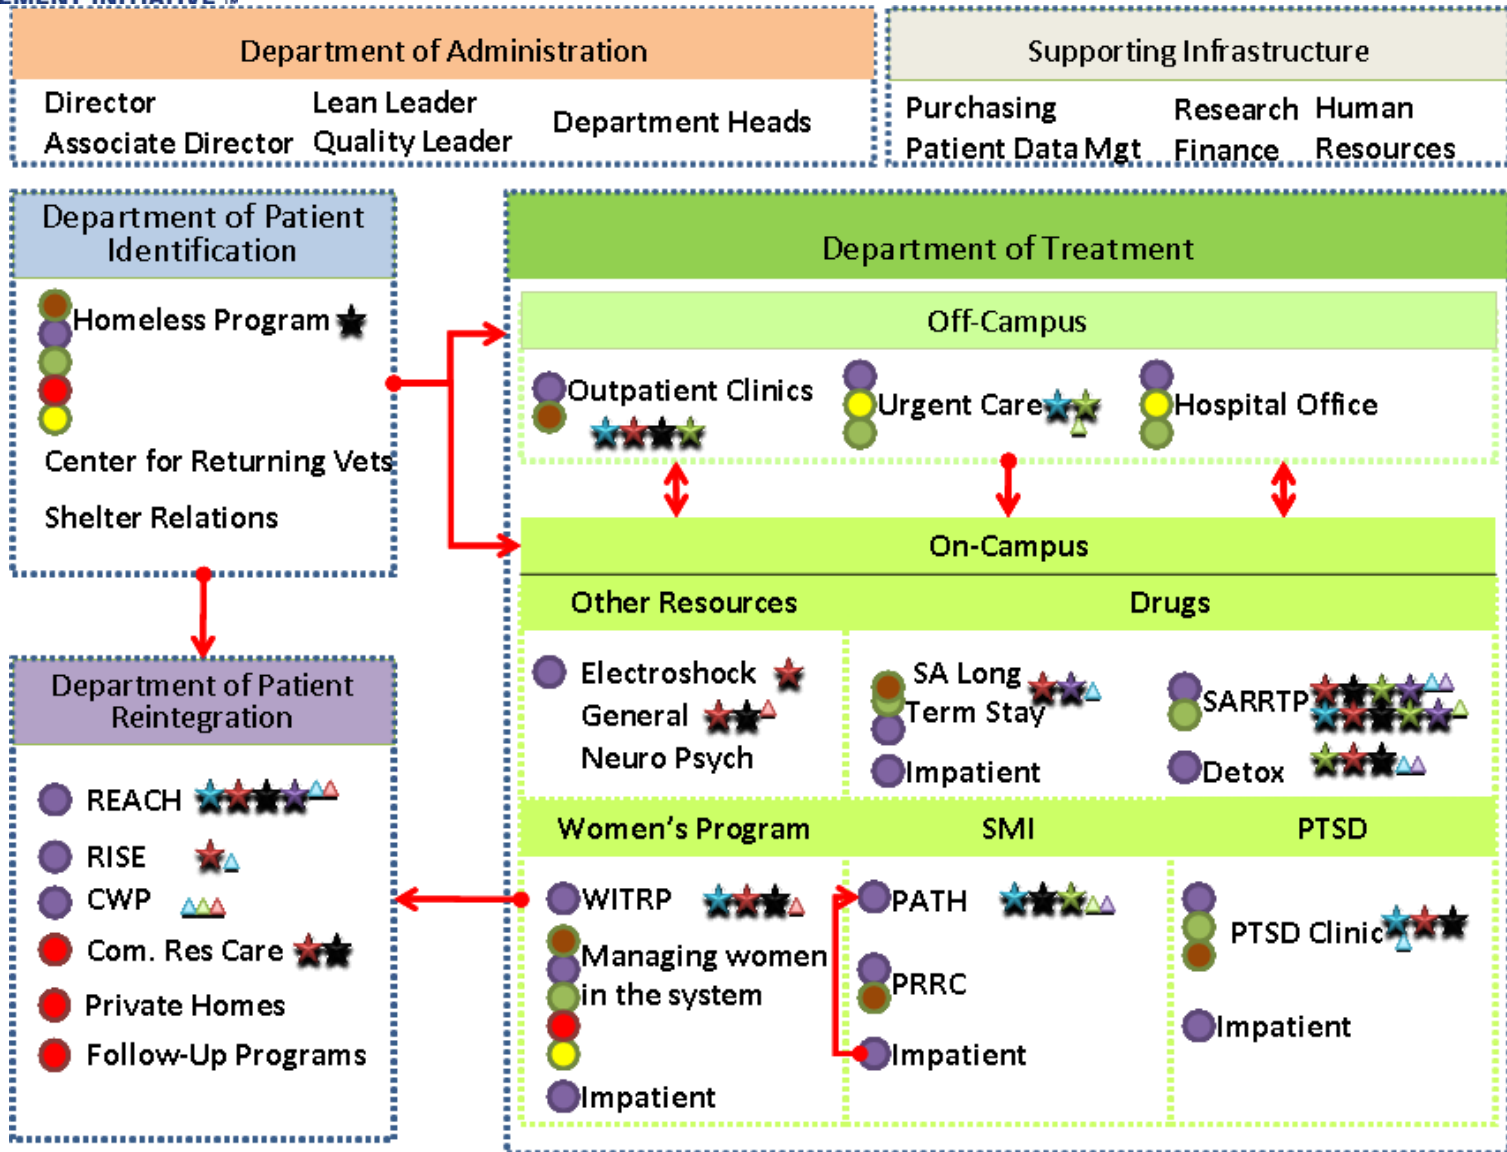 Department of Administration
Director
Associate Director
Lean Leader
Quality Leader
Department Heads
Supporting Infrastructure
Purchasing
Patient Data Mgt
Research
Finance
Human
Resources
Department of Patient
Identification
Homeless Program
Center for Returning Vets
Shelter Relations
Department of Patient
Reintegration
REACH
RISE
CWP
Com. Res Care
Private Homes
Follow-Up Programs
Department of Treatment
Off-Campus
Outpatient Clinics
Urgent Care
Hospital Office
On-Campus
Other Resources
Electroshock
General
Neuro Psych
Drugs
SA Long
Term Stay
Impatient
SARRTP
Detox
Women's Program
WITRP
Managing women
in the system
Impatient
SMI
PATH
PRRC
Impatient
PTSD
PTSD Clinic
Impatient